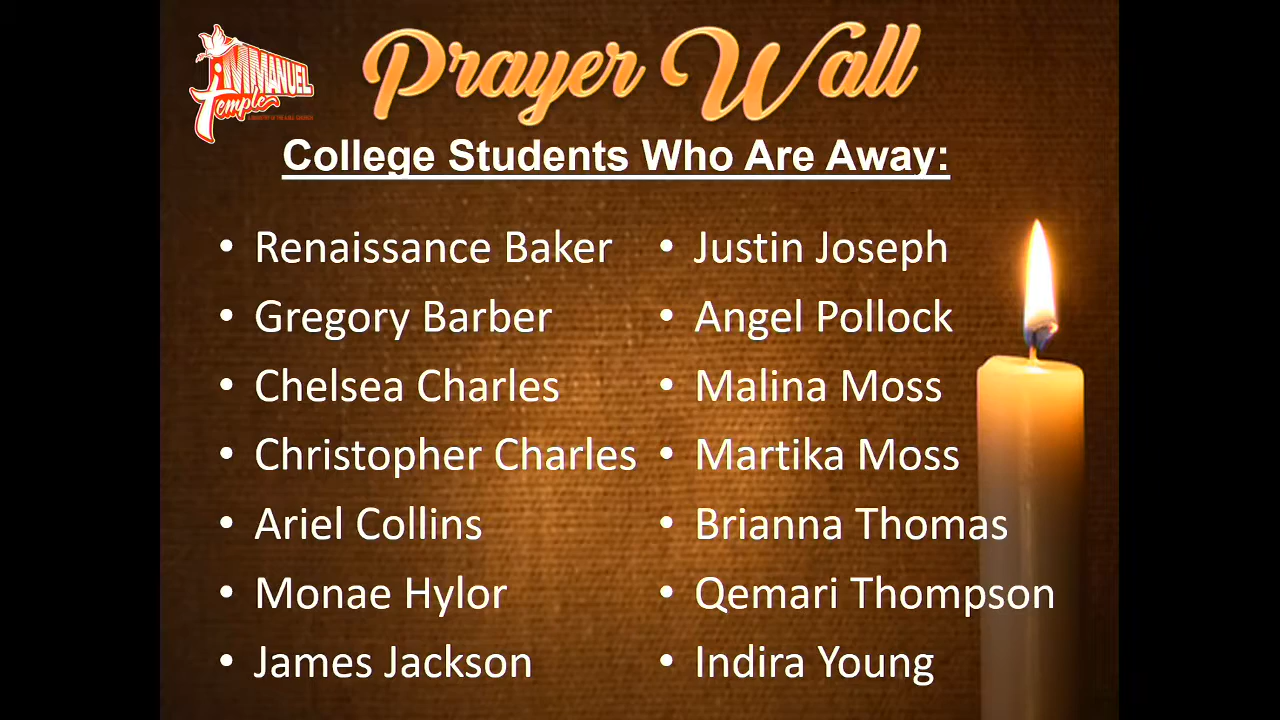 iMMANUEL
Temple
Prayer Wall
College Students Who Are Away:
• Renaissance Baker
• Gregory Barber
• Chelsea Charles
• Christopher Charles
• Ariel Collins
• Monae Hylor
• James Jackson
• Justin Joseph
• Angel Pollock
• Malina Moss
• Martika Moss
• Brianna Thomas
• Qemari Thompson
• Indira Young